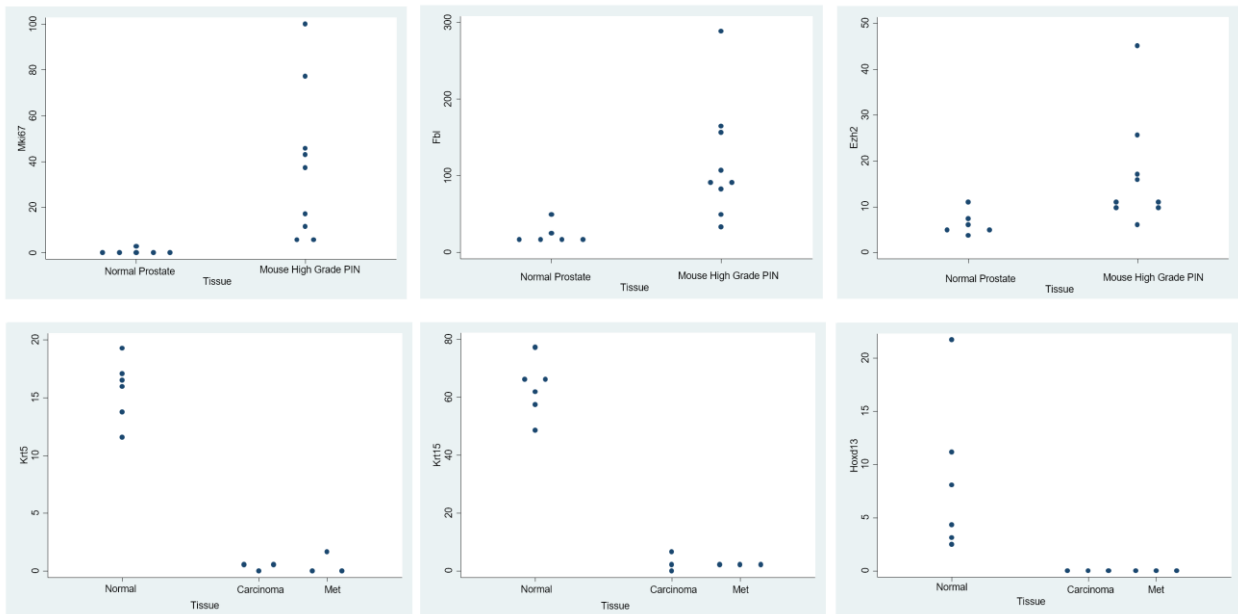 Mki67
100
80
60
40
20
0
Normal Prostate
Mouse High Grade PIN
Tissue
Fbl
300
200
100
0
Normal Prostate
Mouse High Grade PIN
Tissue
Ezh2
50
40
30
20
10
0
Normal Prostate
Mouse High Grade PIN
Tissue
Krt5
20
15
10
5
0
Normal
Carcinoma
Met
Tissue
Krt15
80
60
40
20
0
Normal
Carcinoma
Met
Tissue
Hoxd13
20
15
10
5
0
Normal
Carcinoma
Met
Tissue